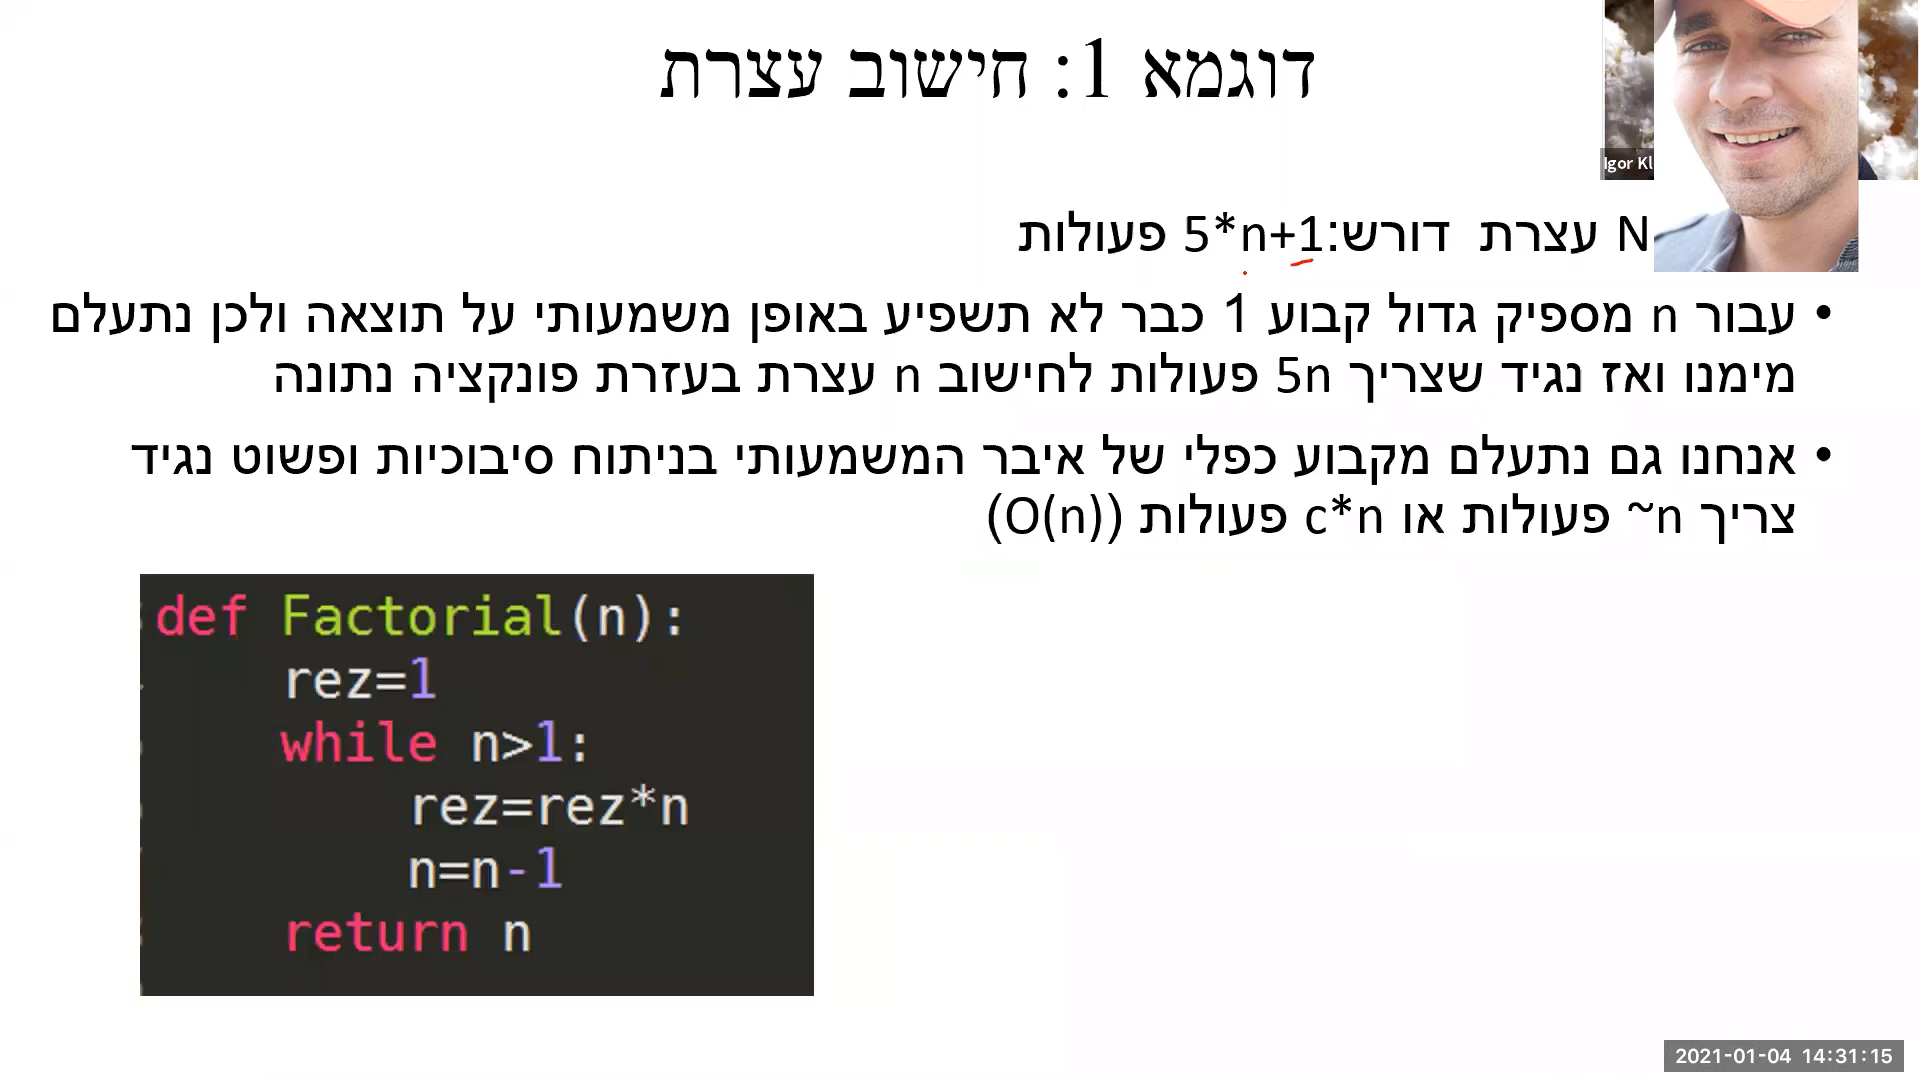 דוגמא 1: חישוב עצרת
Igor Kl
N עצרת דורש:5*n+1 פעולות
• עבור n מספיק גדול קבוע 1 כבר לא תשפיע באופן משמעותי על תוצאה ולכן נתעלם
מימנו ואז נגיד שצריך 5n פעולות לחישוב n עצרת בעזרת פונקציה נתונה
• אנחנו גם נתעלם מקבוע כפלי של איבר המשמעותי בניתוח סיבוכיות ופשוט נגיד
צריך ~n פעולות או c*n פעולות (O(n))
def Factorial(n):
rez=1
while n>1:
rez=rez*n
n=n-1
return n
2021-01-04 14:31:15